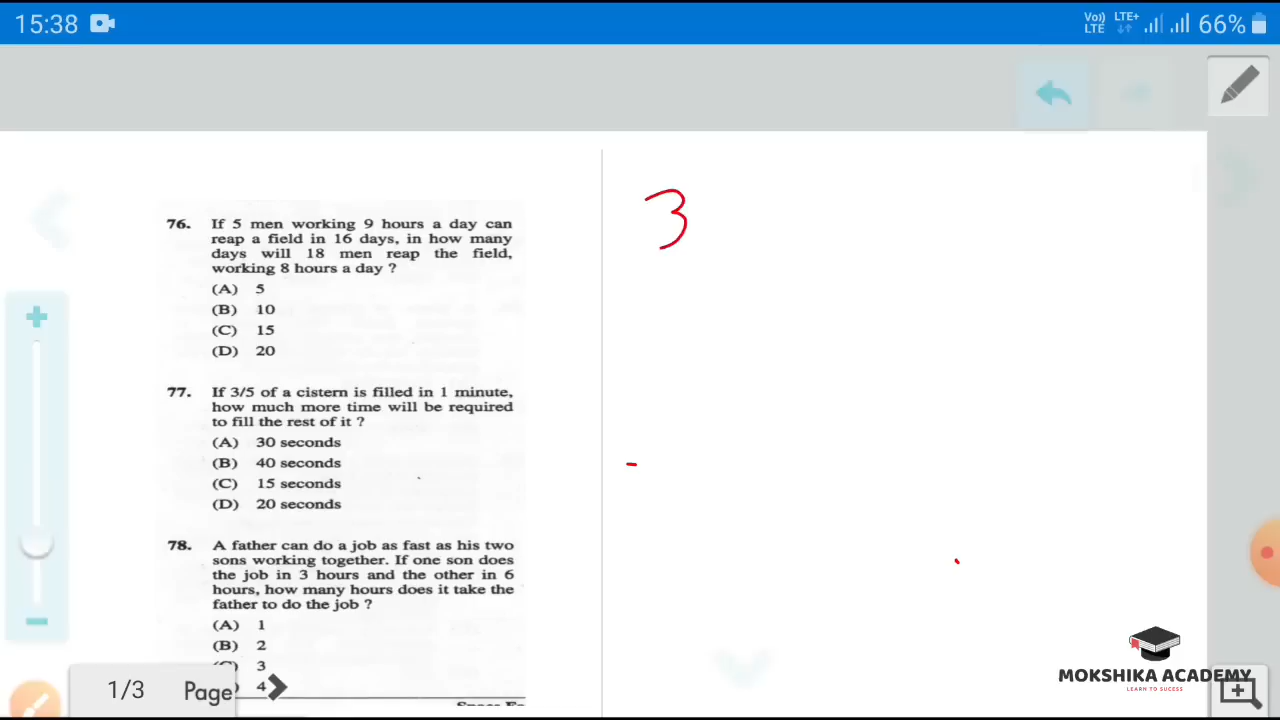 15:38
Vo)) LTE LTE+ 66%
3
76. If 5 men working 9 hours a day can
reap a field in 16 days, in how many
days will 18 men reap the field,
working 8 hours a day ?
(A) 5
(B) 10
(C) 15
(D) 20
77. If 3/5 of a cistern is filled in 1 minute,
how much more time will be required
to fill the rest of it ?
(A) 30 seconds
(B) 40 seconds
(C) 15 seconds
(D) 20 seconds
78. A father can do a job as fast as his two
sons working together. If one son does
the job in 3 hours and the other in 6
hours, how many hours does it take the
father to do the job ?
(A) 1
(B) 2
(C) 3
4
1/3 Page
MOKSHIKA ACADEMY
LEARN TO SUCESS